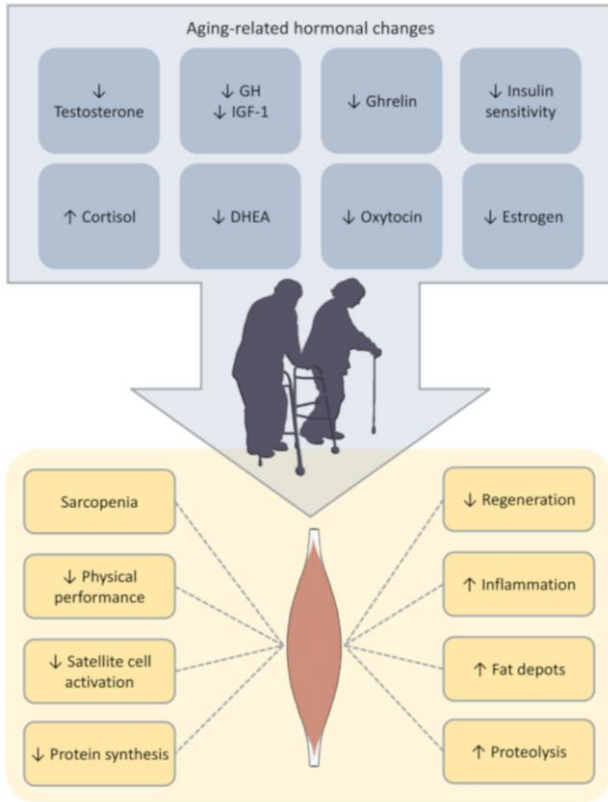 Aging-related hormonal changes
↓
Testosterone
↓ GH
↓ IGF-1
↓ Ghrelin
↓ Insulin
sensitivity
↑ Cortisol
↓ DHEA
↓ Oxytocin
↓ Estrogen
Sarcopenia
↓ Physical
performance
↓ Satellite cell
activation
↓ Protein synthesis
↓ Regeneration
↑ Inflammation
↑ Fat depots
↑ Proteolysis